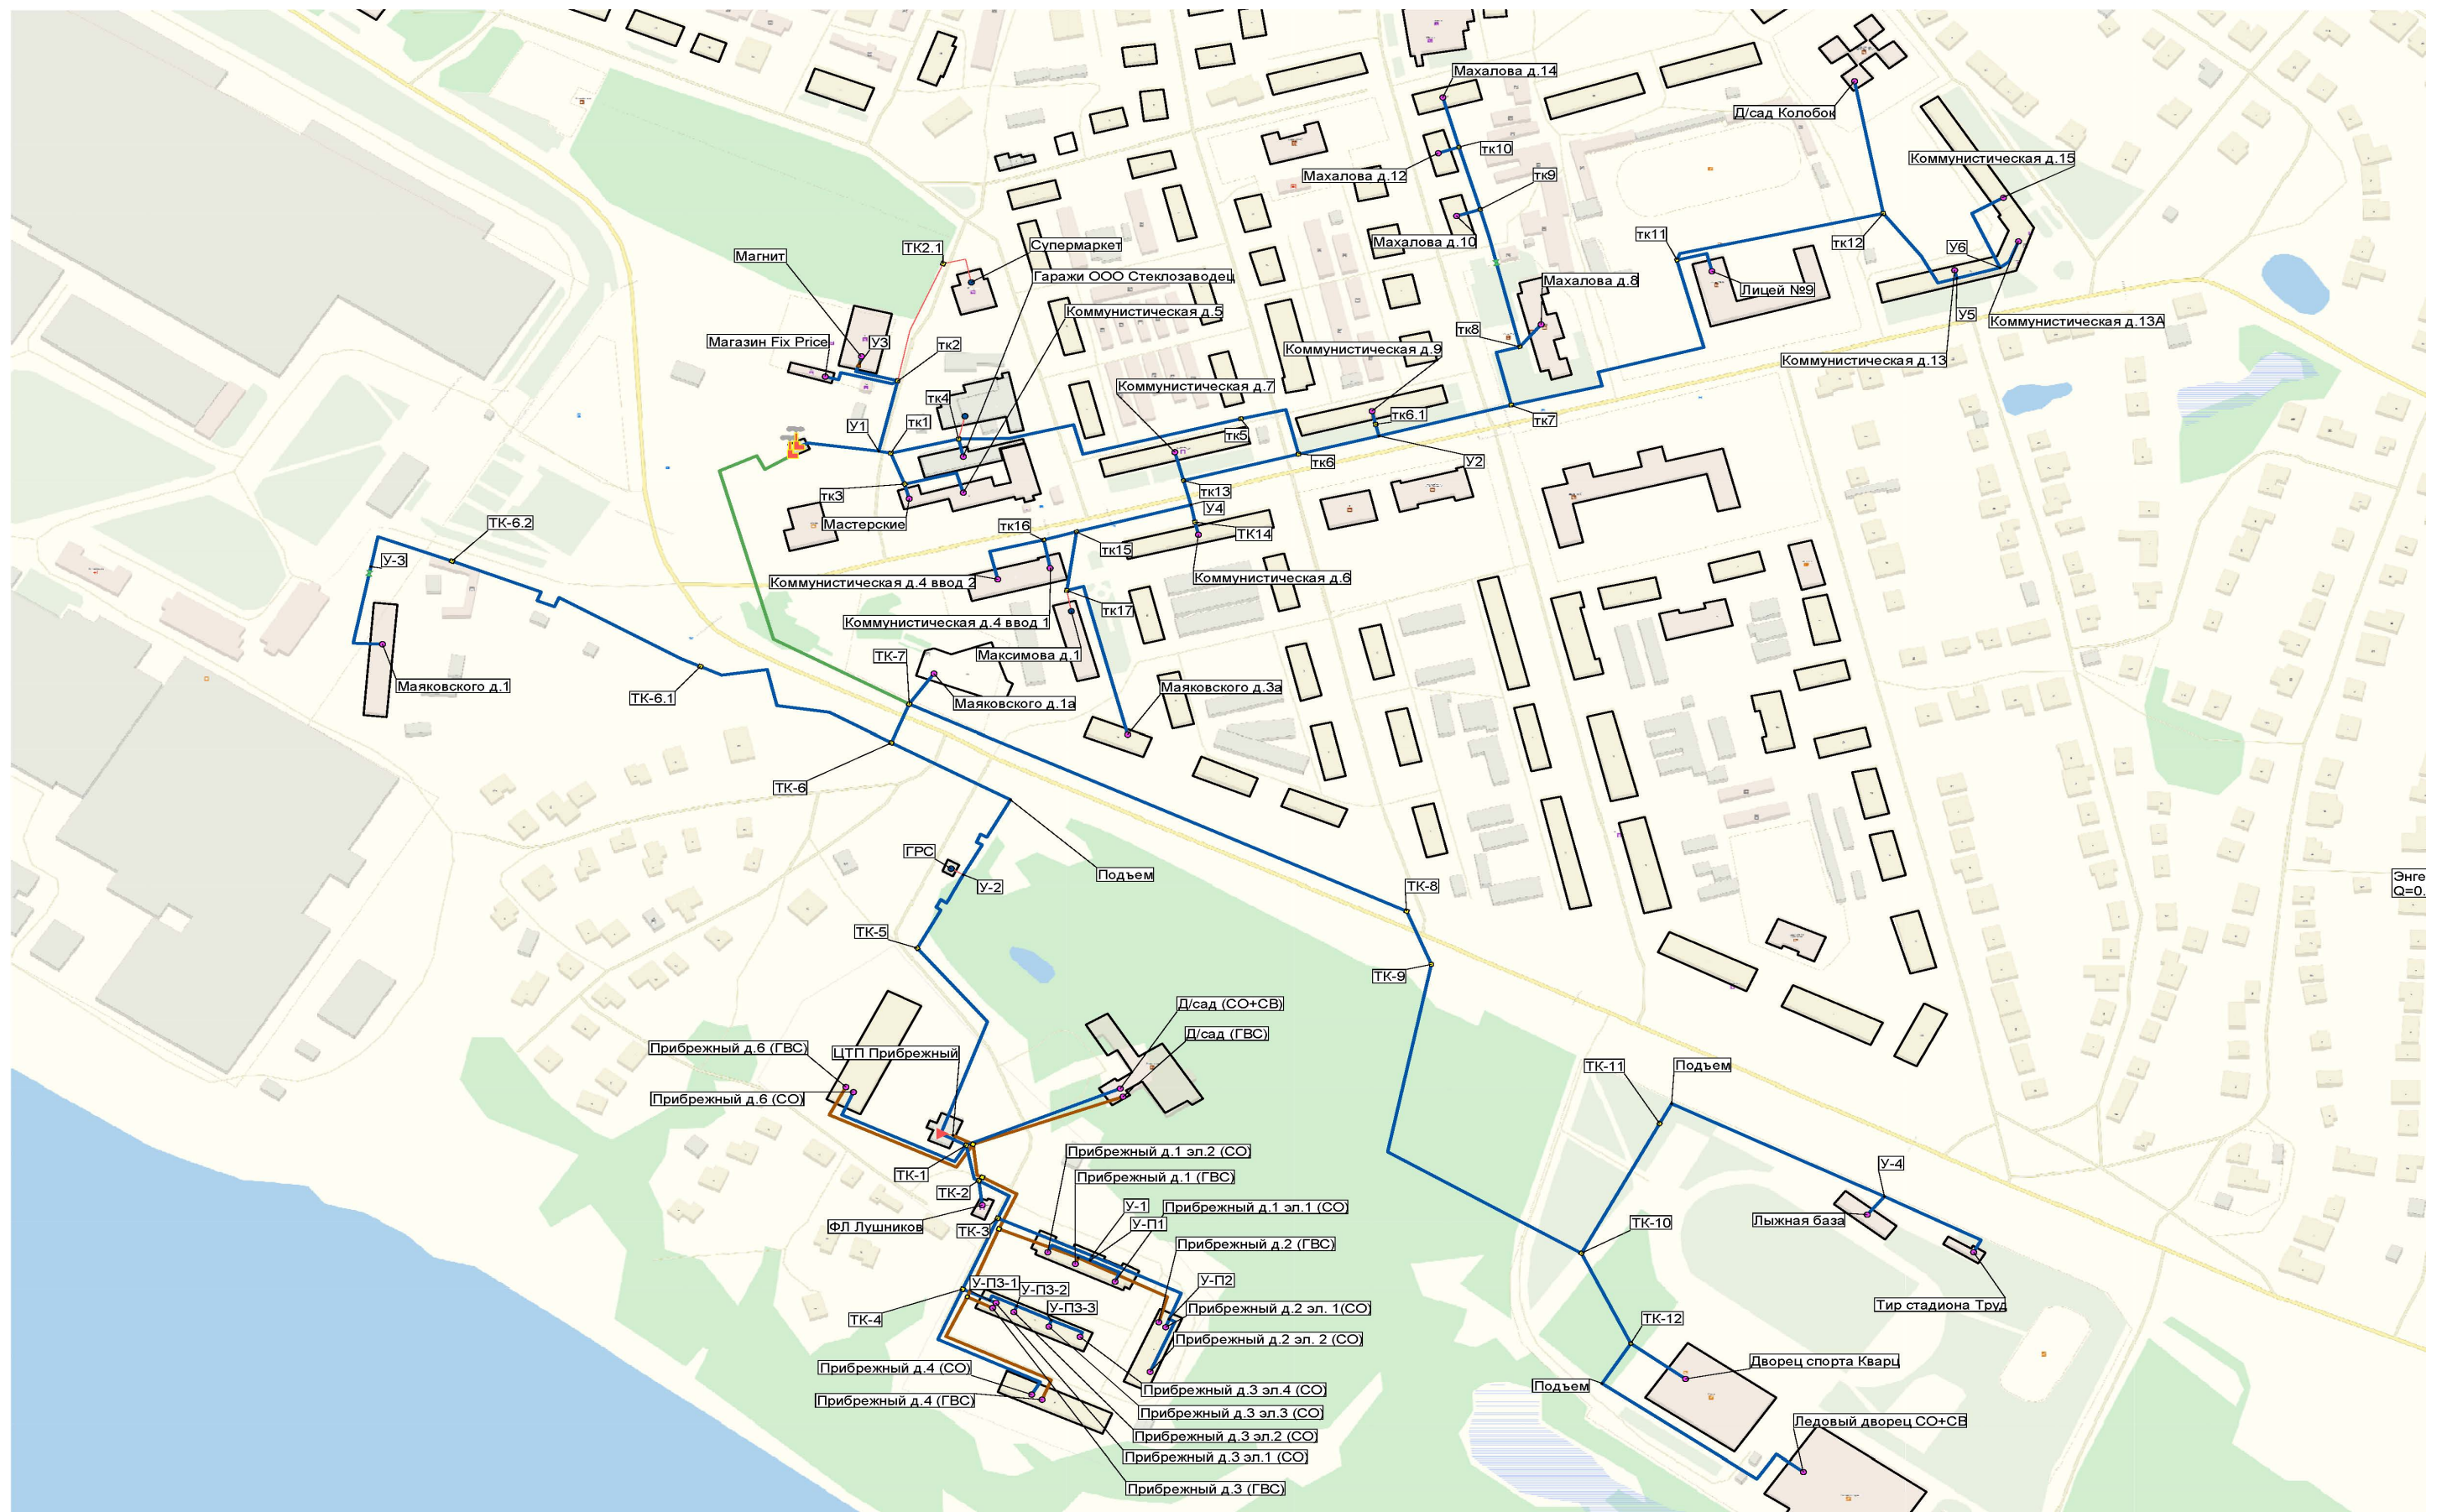 Махалова д.14
Д/сад Колобок
тк10
Коммунистическая д.15
Махалова д.12
тк9
Махалова д.10
тк11
тк12
У6
ТК2.1
Супермаркет
Магнит
Гаражи ООО Стеклозаводец
Махалова д.8
Лицей №9
Коммунистическая д.5
У5
Коммунистическая д.13А
Магазин Fix Price
У3
тк2
тк8
Коммунистическая д.9
Коммунистическая д.13
Коммунистическая д.7
тк4
тк6.1
У1
тк1
тк5
тк7
тк6
У2
тк3
тк13
Мастерские
У4
ТК-6.2
тк16
ТК14
тк15
У-3
Коммунистическая д.4 ввод 2
Коммунистическая д.6
тк17
Коммунистическая д.4 ввод 1
ТК-7
Максимова д.1
Маяковского д.1
Маяковского д.3а
ТК-6.1
Маяковского д.1а
ТК-6
ГРС
Подъем
У-2
ТК-8
Энге
Q=0.
ТК-5
ТК-9
Д/сад (СО+СВ)
Д/сад (ГВС)
Прибрежный д.6 (ГВС)
ЦТП Прибрежный
ТК-11
Подъем
Прибрежный д.6 (СО)
Прибрежный д.1 эл.2 (СО)
У-4
ТК-1
Прибрежный д.1 (ГВС)
ТК-2
У-1
Прибрежный д.1 эл.1 (СО)
ФЛ Лушников
ТК-3
У-П1
ТК-10
Лыжная база
Прибрежный д.2 (ГВС)
У-П3-1
У-П3-2
У-П2
У-П3-3
Прибрежный д.2 эл. 1(СО)
Тир стадиона Труд
ТК-4
ТК-12
Прибрежный д.2 эл. 2 (СО)
Прибрежный д.4 (СО)
Дворец спорта Кварц
Прибрежный д.3 эл.4 (СО)
Подъем
Прибрежный д.4 (ГВС)
Прибрежный д.3 эл.3 (СО)
Ледовый дворец СО+СВ
Прибрежный д.3 эл.2 (СО)
Прибрежный д.3 эл.1 (СО)
Прибрежный д.3 (ГВС)